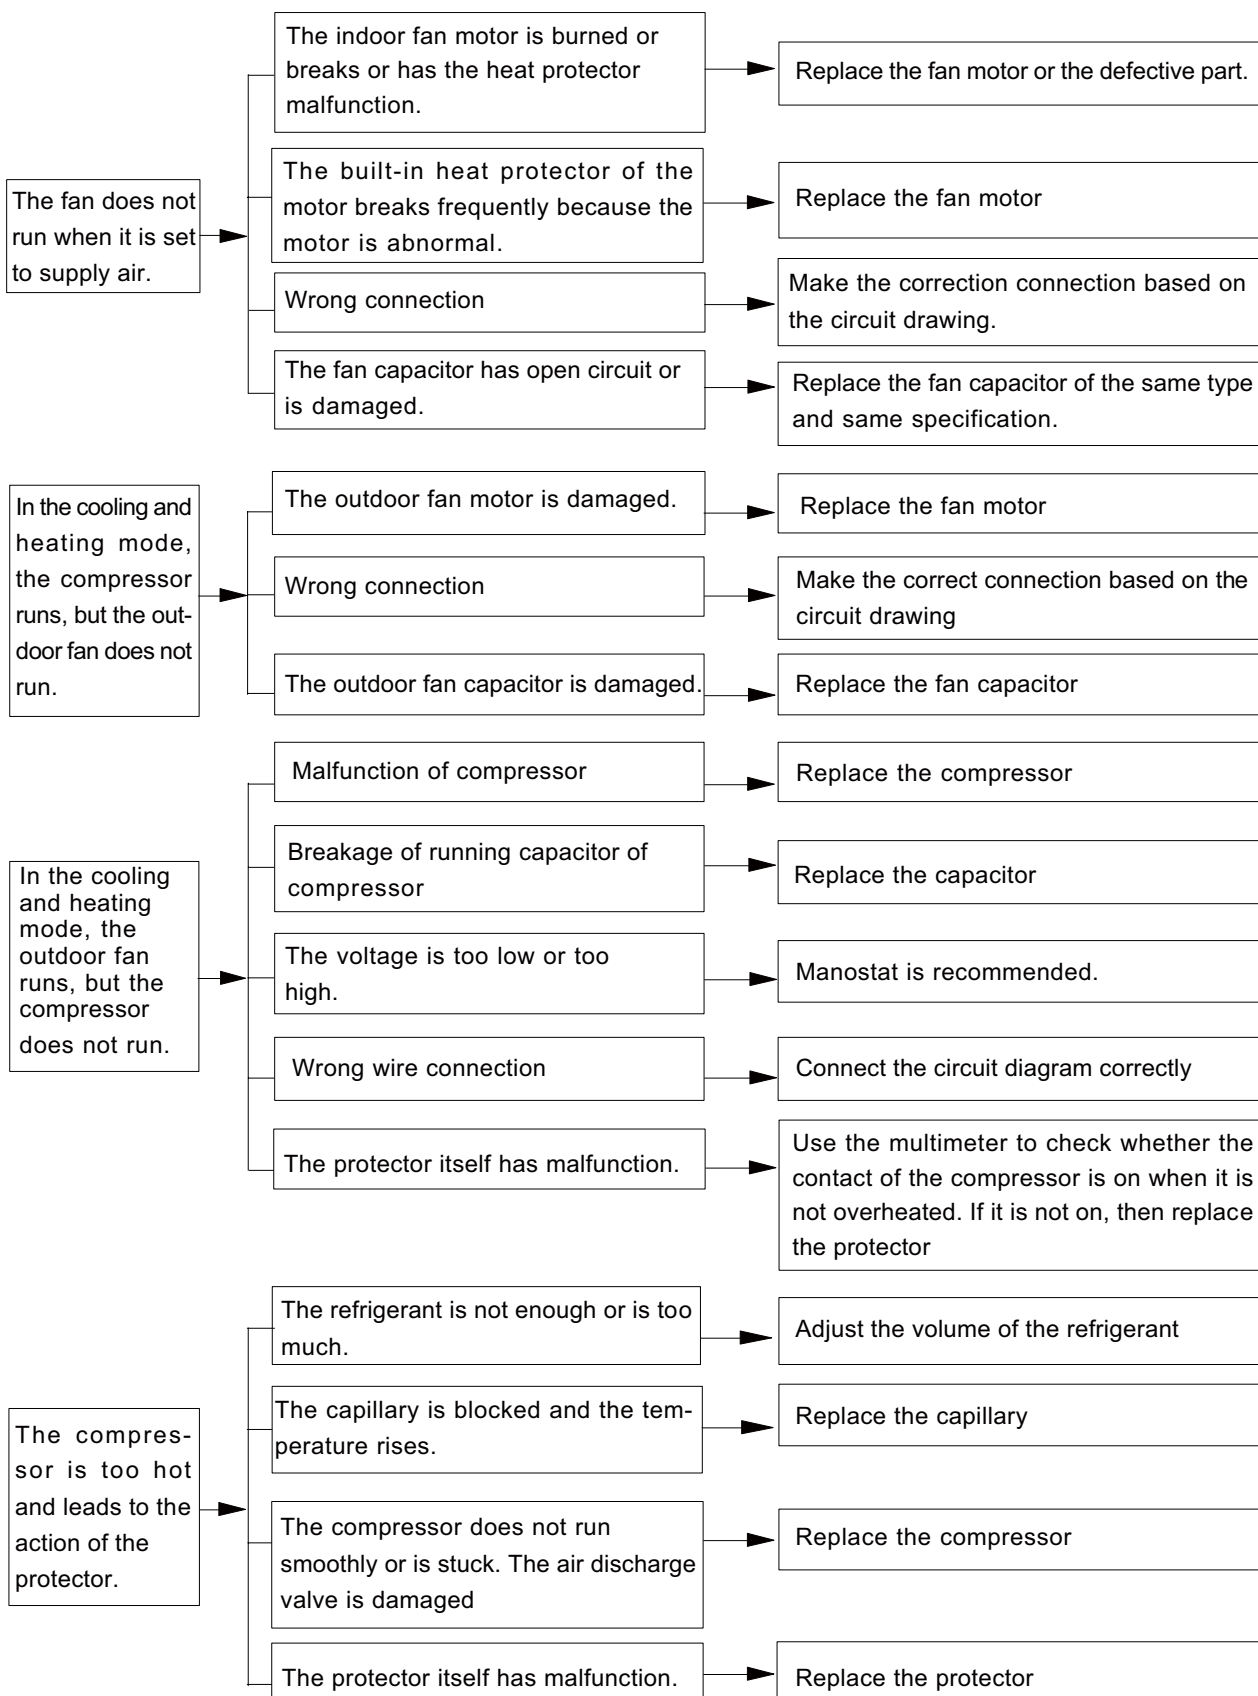 The fan does not
run when it is set
to supply air.
The indoor fan motor is burned or
breaks or has the heat protector
malfunction.
Replace the fan motor or the defective part.
The built-in heat protector of the
motor breaks frequently because the
motor is abnormal.
Replace the fan motor
Wrong connection
Make the correction connection based on
the circuit drawing.
The fan capacitor has open circuit or
is damaged.
Replace the fan capacitor of the same type
and same specification.
In the cooling and
heating mode,
the compressor
runs, but the out-
door fan does not
run.
The outdoor fan motor is damaged.
Replace the fan motor
Wrong connection
Make the correct connection based on the
circuit drawing
The outdoor fan capacitor is damaged.
Replace the fan capacitor
In the cooling
and heating
mode, the
outdoor fan
runs, but the
compressor
does not run.
Malfunction of compressor
Replace the compressor
Breakage of running capacitor of
compressor
Replace the capacitor
The voltage is too low or too
high.
Manostat is recommended.
Wrong wire connection
Connect the circuit diagram correctly
The protector itself has malfunction.
Use the multimeter to check whether the
contact of the compressor is on when it is
not overheated. If it is not on, then replace
the protector
The compres-
sor is too hot
and leads to the
action of the
protector.
The refrigerant is not enough or is too
much.
Adjust the volume of the refrigerant
The capillary is blocked and the tem-
perature rises.
Replace the capillary
The compressor does not run
smoothly or is stuck. The air discharge
valve is damaged
Replace the compressor
The protector itself has malfunction.
Replace the protector